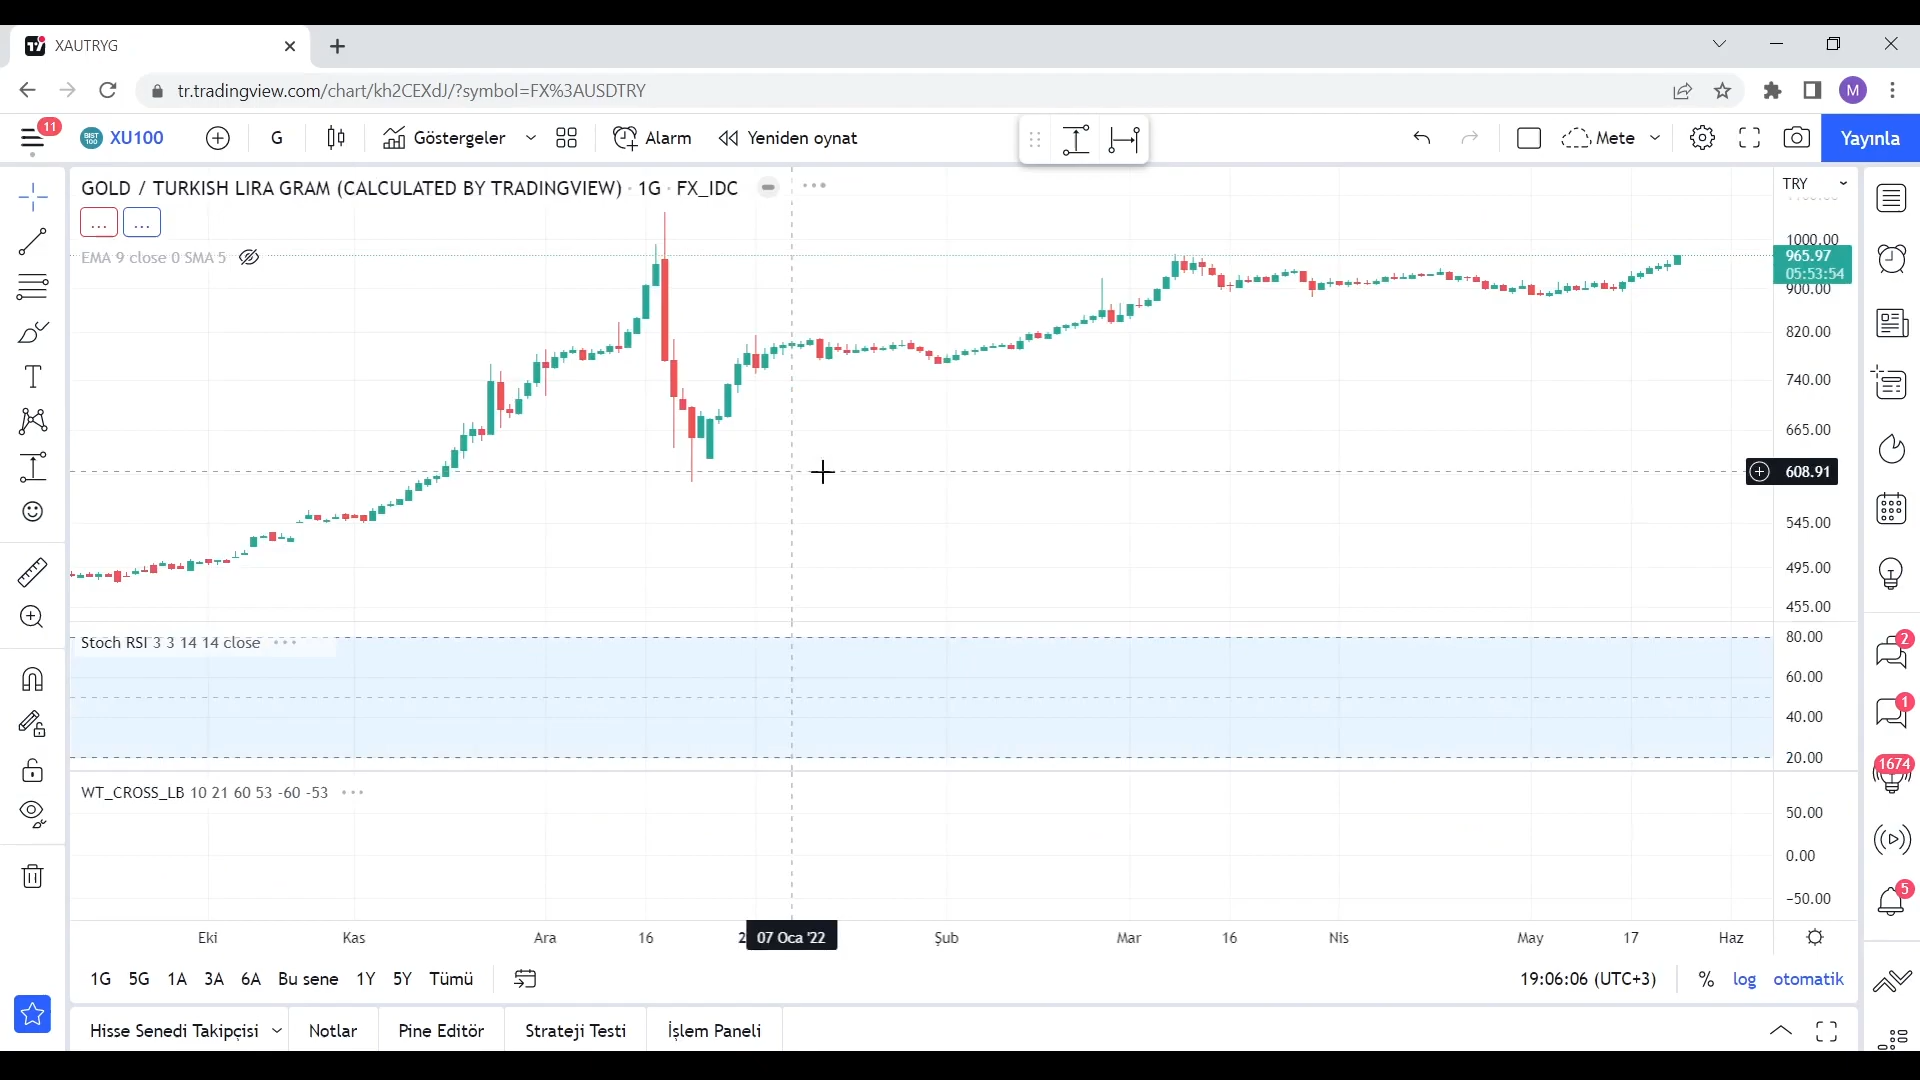 XAUTRYG
tr.tradingview.com/chart/kh2CEXdJ/?symbol=FX%3AUSDTRY
M
11
BIST 100
XU100
G
Göstergeler
Alarm
Yeniden oynat
Mete
Yayınla
GOLD / TURKISH LIRA GRAM (CALCULATED BY TRADINGVIEW) · 1G · FX_IDC
TRY
EMA 9 close 0 SMA 5
1000.00
965.97
05:53:54
900.00
820.00
740.00
665.00
608.91
545.00
495.00
455.00
Stoch RSI 3 3 14 14 close
80.00
60.00
40.00
20.00
2
1
1674
5
WT_CROSS_LB 10 21 60 53 -60 -53
50.00
0.00
−50.00
Eki
Kas
Ara
16
2
07 Oca '22
Şub
Mar
16
Nis
May
17
Haz
1G 5G 1A 3A 6A Bu sene 1Y 5Y Tümü
19:06:06 (UTC+3)
%
log
otomatik
Hisse Senedi Takipçisi
Notlar
Pine Editör
Strateji Testi
İşlem Paneli